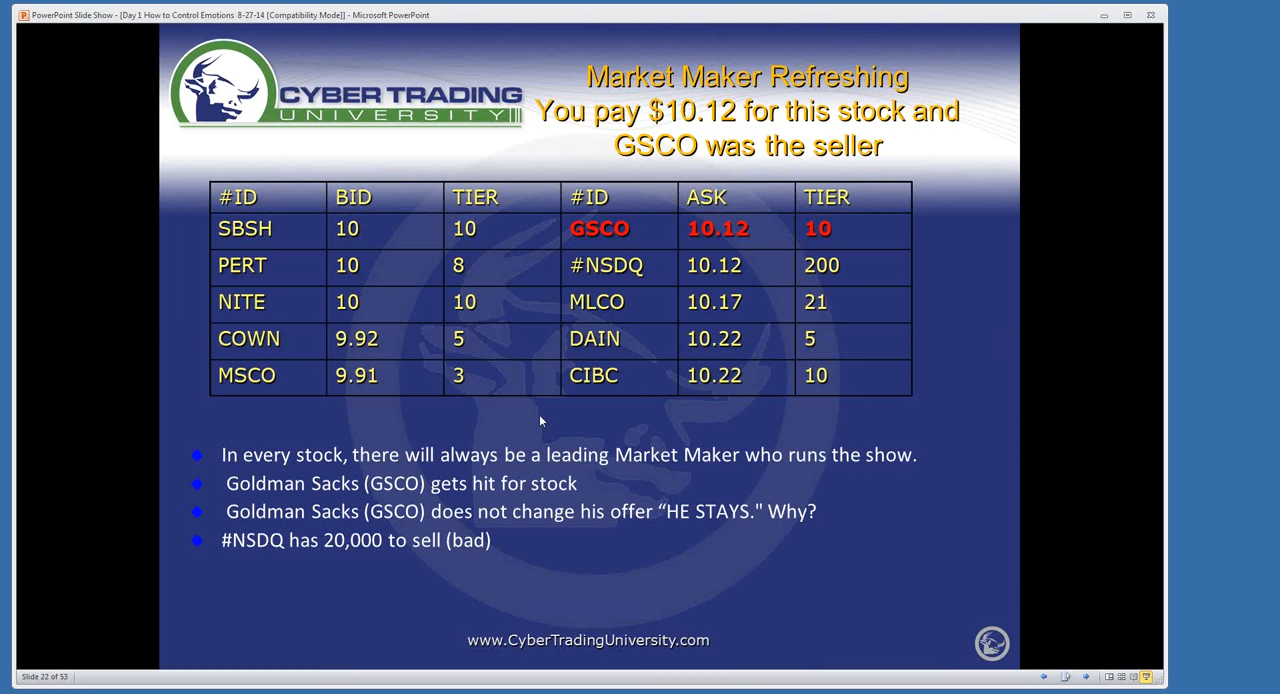 PowerPoint Slide Show - [Day 1 How to Control Emotions 8-27-14 [Compatibility Mode]] - Microsoft PowerPoint
CYBER TRADING
UNIVERSITY
Market Maker Refreshing
You pay $10.12 for this stock and
GSCO was the seller
#ID BID TIER #ID ASK TIER
SBSH 10 10 GSCO 10.12 10
PERT 10 8 #NSDQ 10.12 200
NITE 10 10 MLCO 10.17 21
COWN 9.92 5 DAIN 10.22 5
MSCO 9.91 3 CIBC 10.22 10
In every stock, there will always be a leading Market Maker who runs the show.
Goldman Sacks (GSCO) gets hit for stock
Goldman Sacks (GSCO) does not change his offer “HE STAYS." Why?
#NSDQ has 20,000 to sell (bad)
www.CyberTradingUniversity.com
Slide 22 of 53